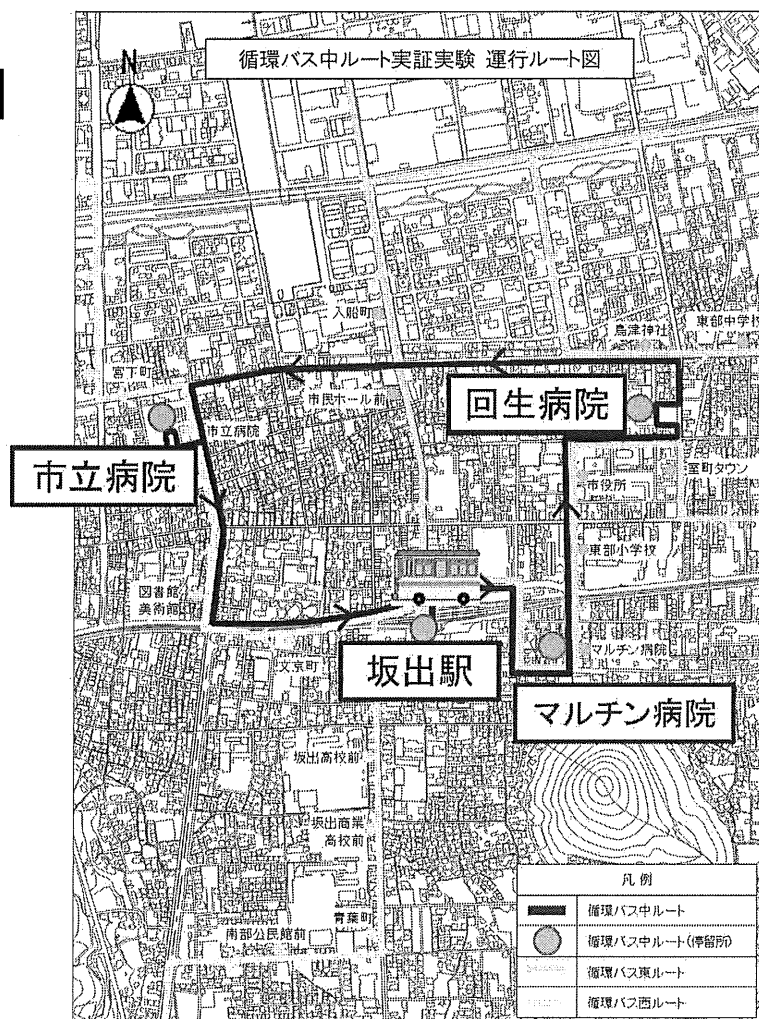 循環バス中ルート実証実験 運行ルート図
N
入船町
島津神社
東部中学校
宮下町
市民ホール前
回生病院
市立病院
市立病院
室町タウン
市役所
東部小学校
図書館
美術館
文京町
坂出駅
マルチン病院
マルチン病院
坂出高校前
坂出商業
高校前
青葉町
南部公民館前
凡例
循環バス中ルート
循環バス中ルート(停留所)
循環バス東ルート
循環バス西ルート